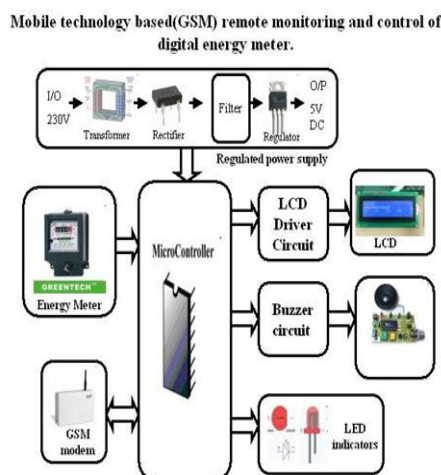 Mobile technology based(GSM) remote monitoring and control of
digital energy meter.
I/O
230V
Transformer
Rectifier
Filter
Regulator
O/P
5V
DC
Regulated power supply
MicroController
GREENTECH
Energy Meter
GSM
modem
LCD
Driver
Circuit
LCD
Buzzer
circuit
LED
indicators